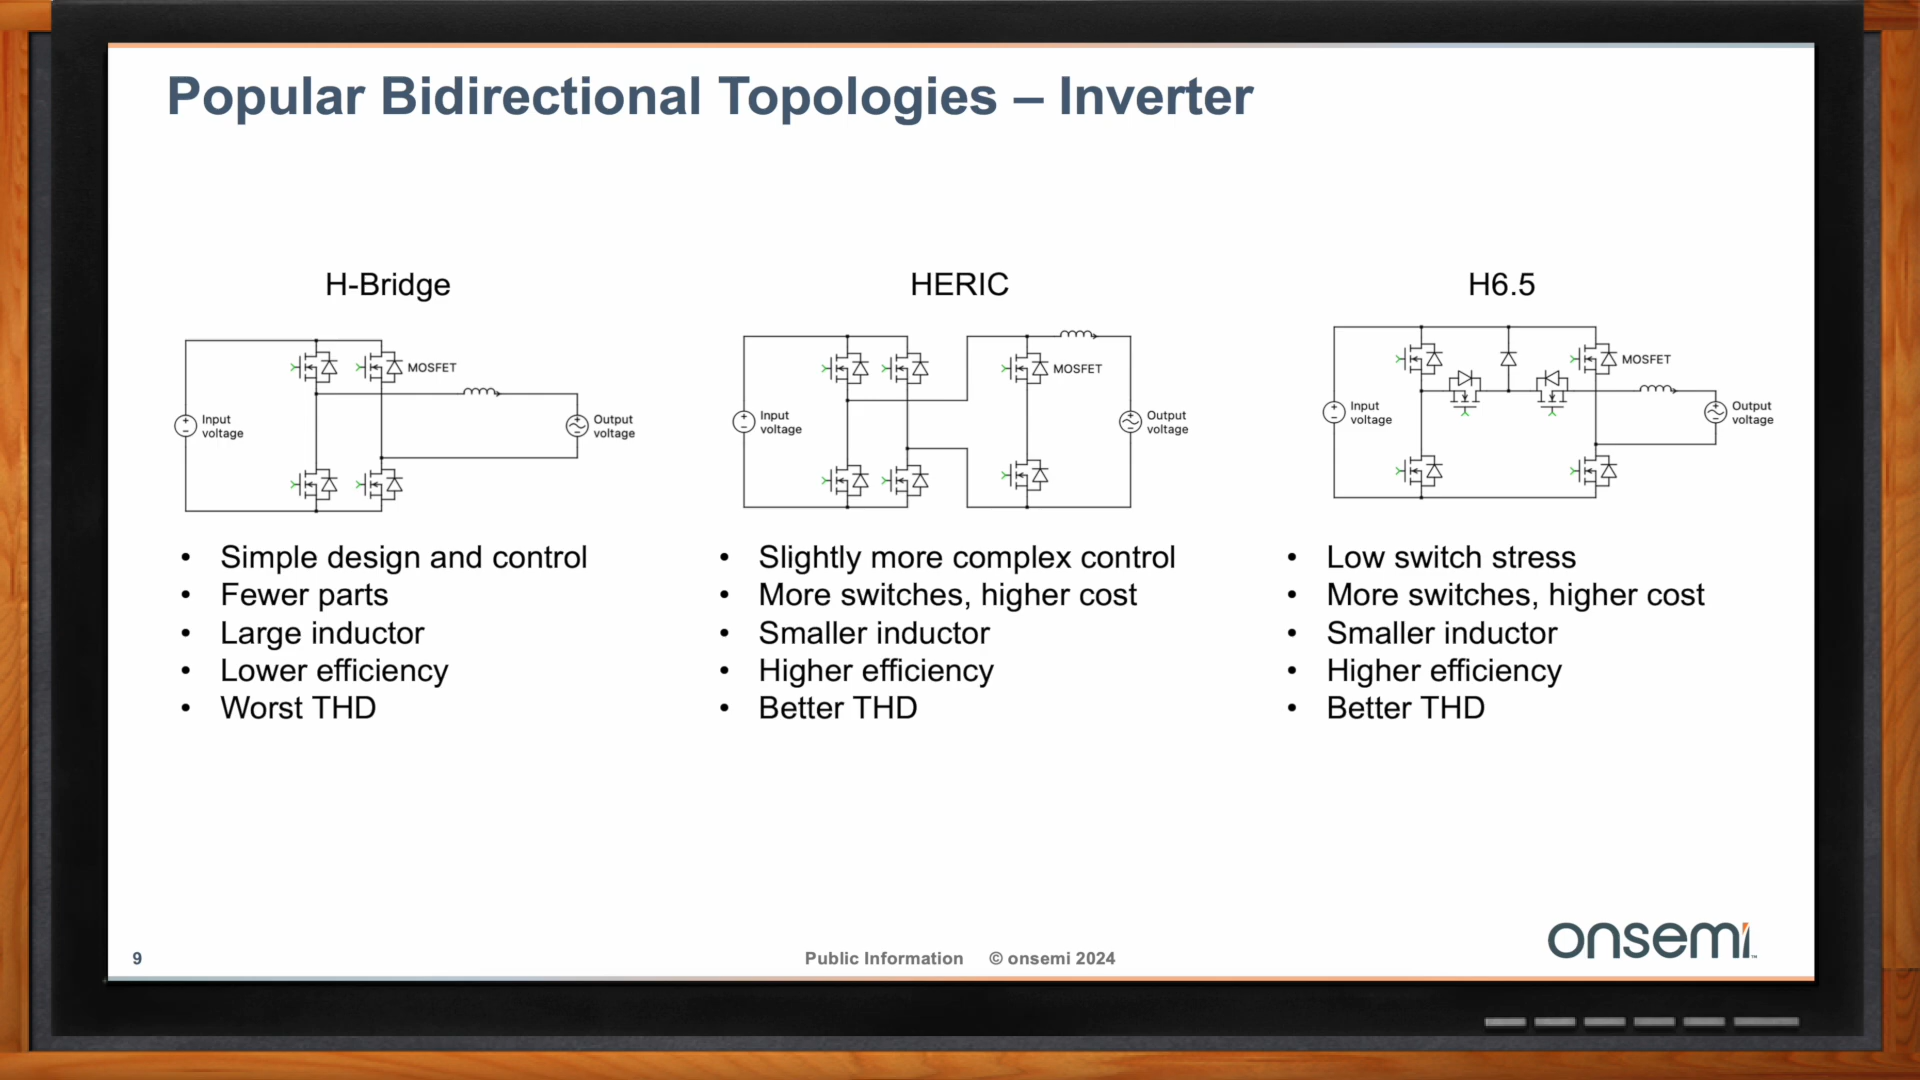 Popular Bidirectional Topologies – Inverter
H-Bridge
MOSFET
Input
voltage
Output
voltage
• Simple design and control
• Fewer parts
• Large inductor
• Lower efficiency
• Worst THD
HERIC
MOSFET
Input
voltage
Output
voltage
• Slightly more complex control
• More switches, higher cost
• Smaller inductor
• Higher efficiency
• Better THD
H6.5
MOSFET
Input
voltage
Output
voltage
• Low switch stress
• More switches, higher cost
• Smaller inductor
• Higher efficiency
• Better THD
9
Public Information © onsemi 2024
onsemi™